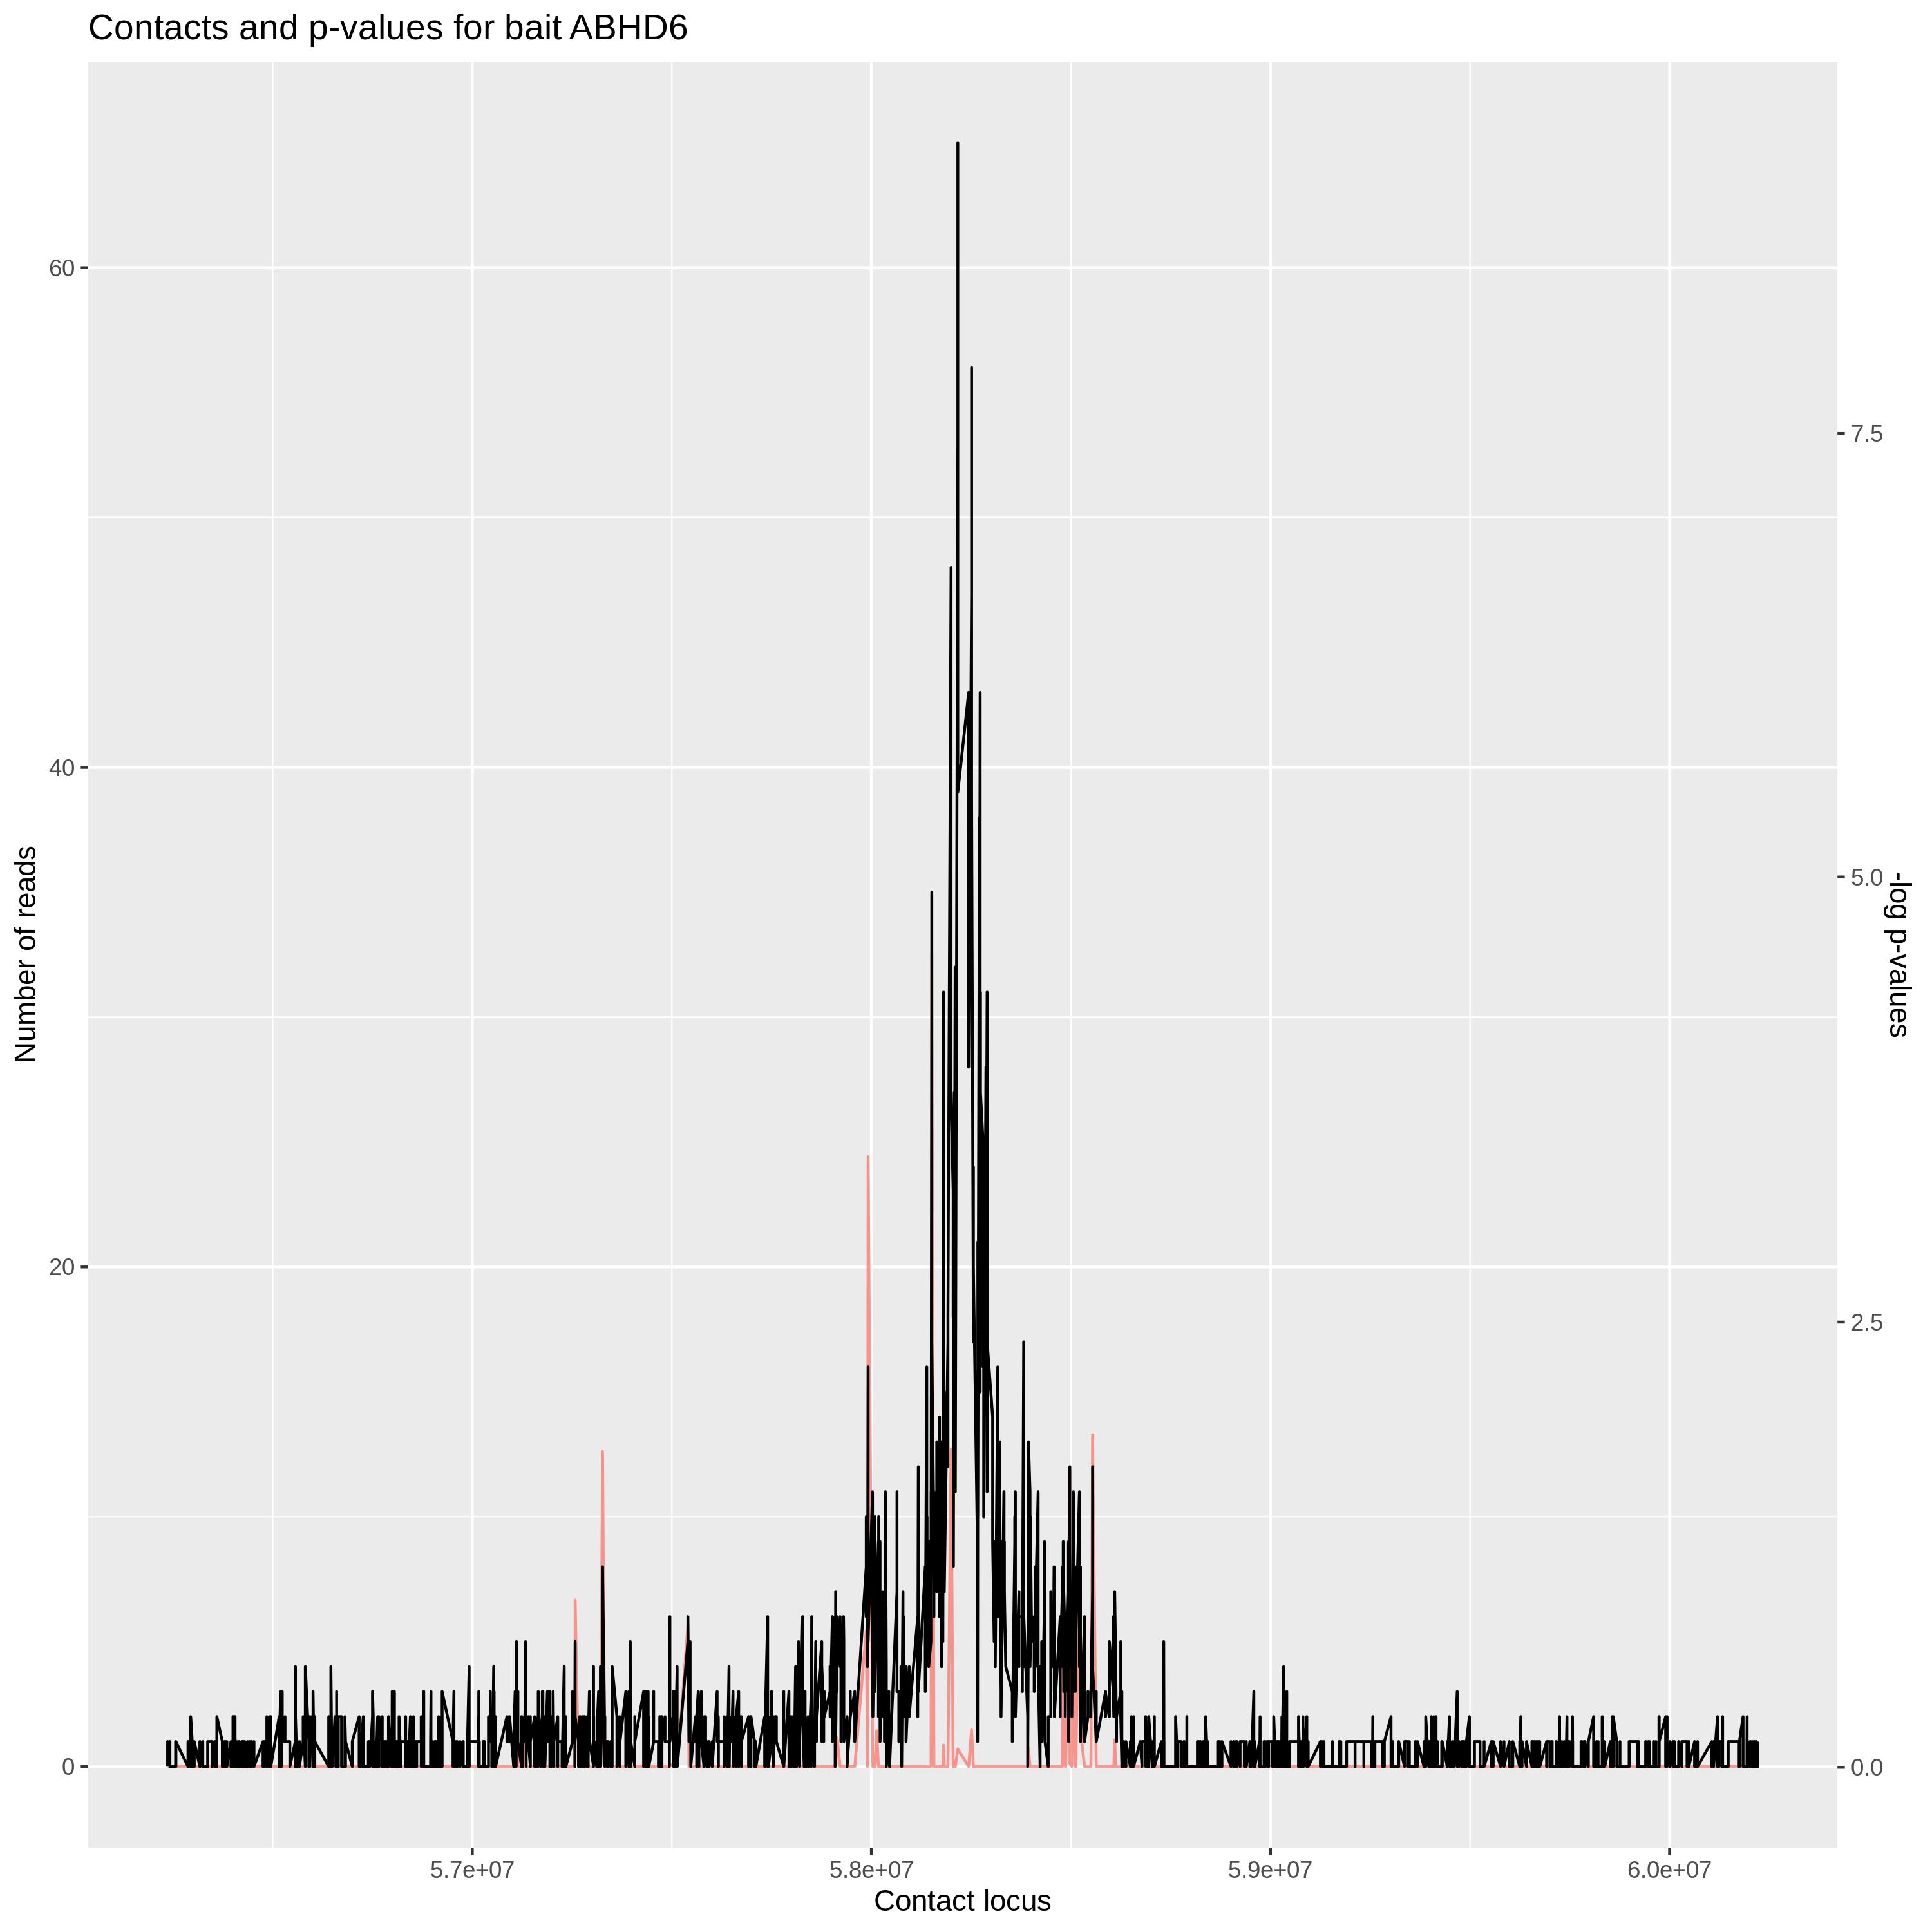 Contacts and p-values for bait ABHD6
Number of reads
60
40
20
0
7.5
5.0
2.5
0.0
-log p-values
5.7e+07 5.8e+07 5.9e+07 6.0e+07
Contact locus